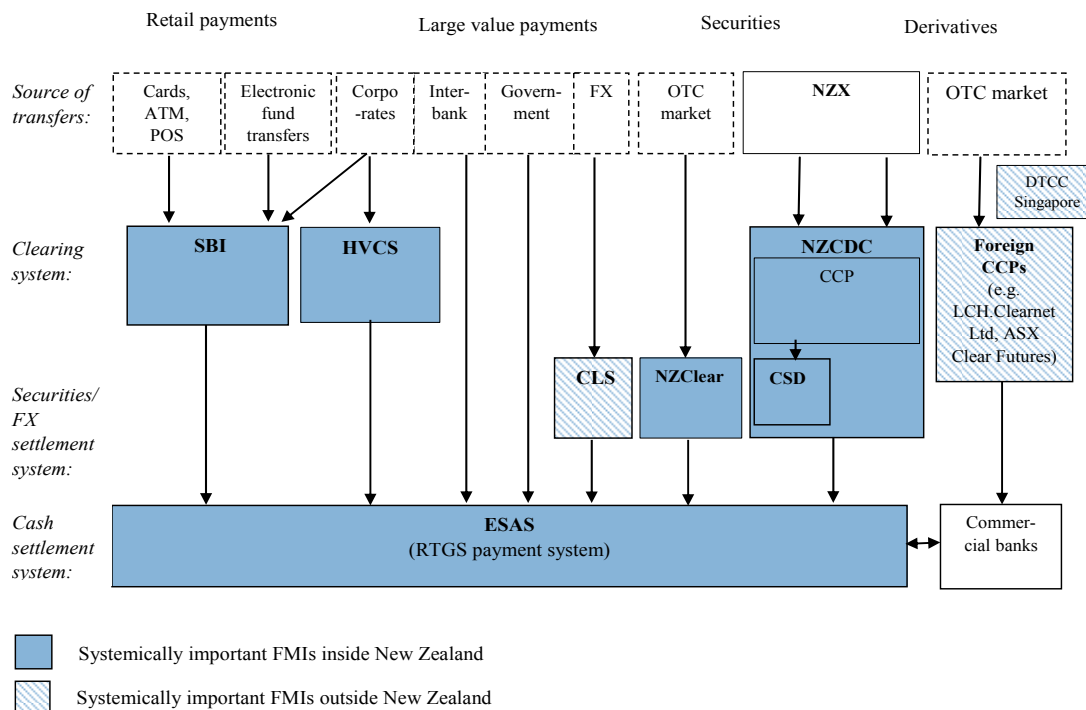 Retail payments
Large value payments
Securities
Derivatives
Source of
transfers:
Cards,
ATM,
POS
Electronic
fund
transfers
Corpo
-rates
Inter-
bank
Govern-
ment
FX
OTC
market
NZX
OTC market
DTCC
Singapore
Clearing
system:
SBI
HVCS
NZCDC
CCP
Foreign
CCPs
(e.g.
LCH.Clearnet
Ltd, ASX
Clear Futures)
CLS
NZClear
CSD
Securities/
FX
settlement
system:
Cash
settlement
system:
ESAS
(RTGS payment system)
Commer-
cial banks
Systemically important FMIs inside New Zealand
Systemically important FMIs outside New Zealand